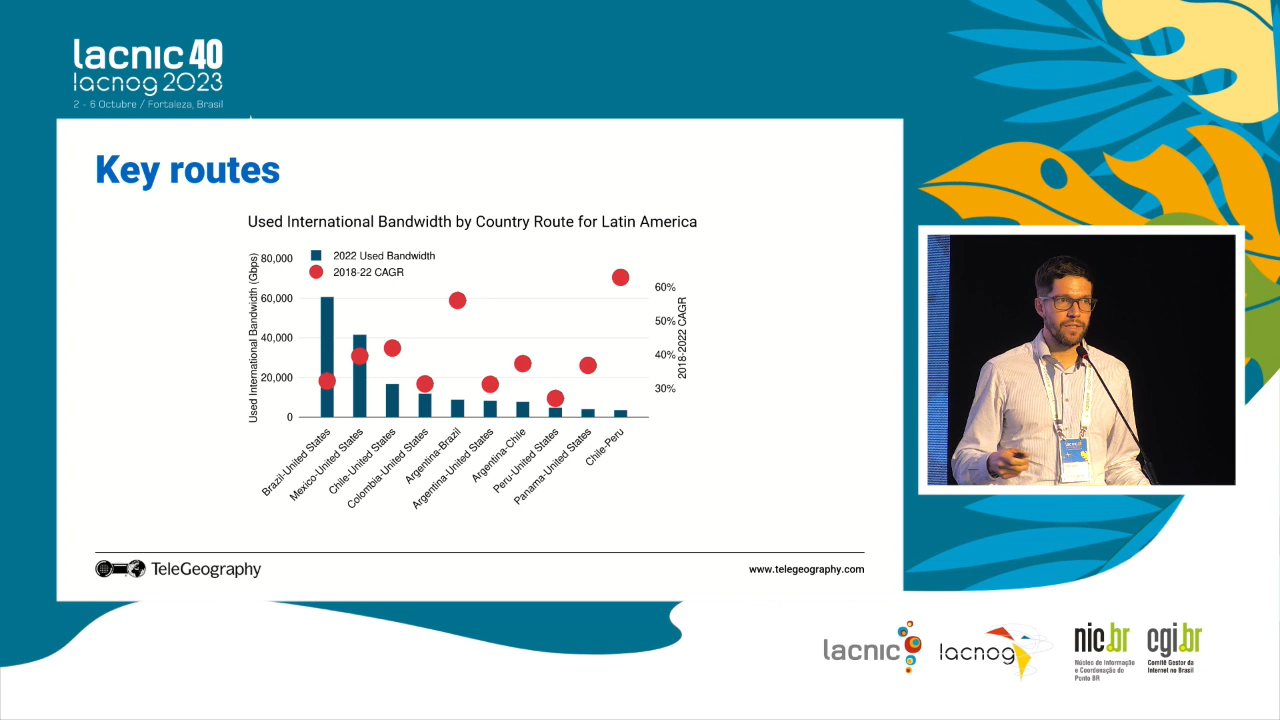 lacnic 40
lacnog 2023
2 - 6 Octubre / Fortaleza, Brasil
Key routes
Used International Bandwidth by Country Route for Latin America
2022 Used Bandwidth
2018-22 CAGR
Used International Bandwidth (Gbps)
80,000
60,000
40,000
20,000
0
60%
50%
40%
30%
2018-2022 CAGR
Brazil-United States
Mexico-United States
Chile-United States
Colombia-United States
Argentina-Brazil
Argentina-United States
Argentina-Chile
Peru-United States
Panama-United States
Chile-Peru
TeleGeography
www.telegeography.com
lacnic
lacnog
nic.br
Núcleo de Informação
e Coordenação do
Ponto BR
cgi.br
Comitê Gestor da
Internet no Brasil